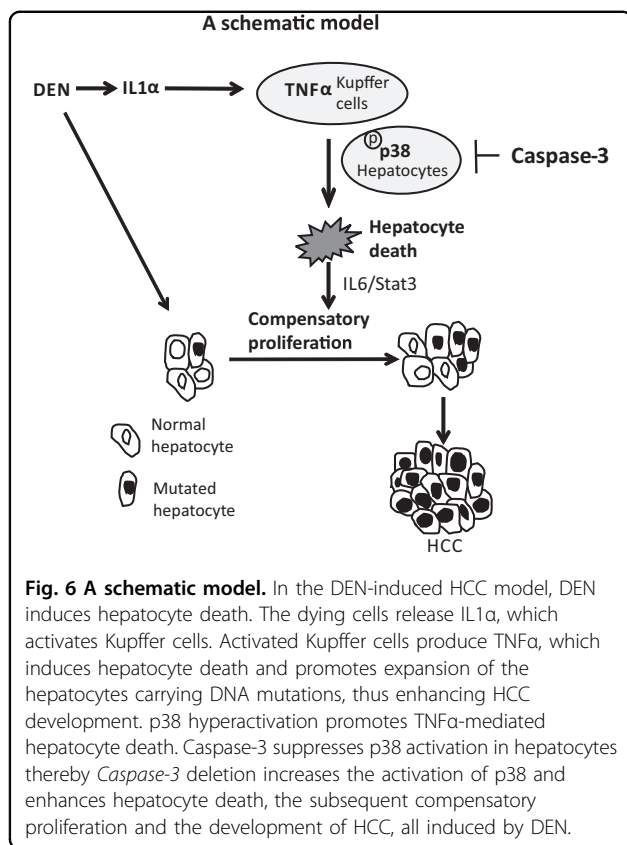 A schematic model
DEN
IL1α
TNFα Kupffer
cells
p
p38
Hepatocytes
Caspase-3
Hepatocyte
death
IL6/Stat3
Compensatory
proliferation
Normal
hepatocyte
Mutated
hepatocyte
HCC
Fig. 6 A schematic model. In the DEN-induced HCC model, DEN
induces hepatocyte death. The dying cells release IL1α, which
activates Kupffer cells. Activated Kupffer cells produce TNFα, which
induces hepatocyte death and promotes expansion of the
hepatocytes carrying DNA mutations, thus enhancing HCC
development. p38 hyperactivation promotes TNFα-mediated
hepatocyte death. Caspase-3 suppresses p38 activation in hepatocytes
thereby Caspase-3 deletion increases the activation of p38 and
enhances hepatocyte death, the subsequent compensatory
proliferation and the development of HCC, all induced by DEN.